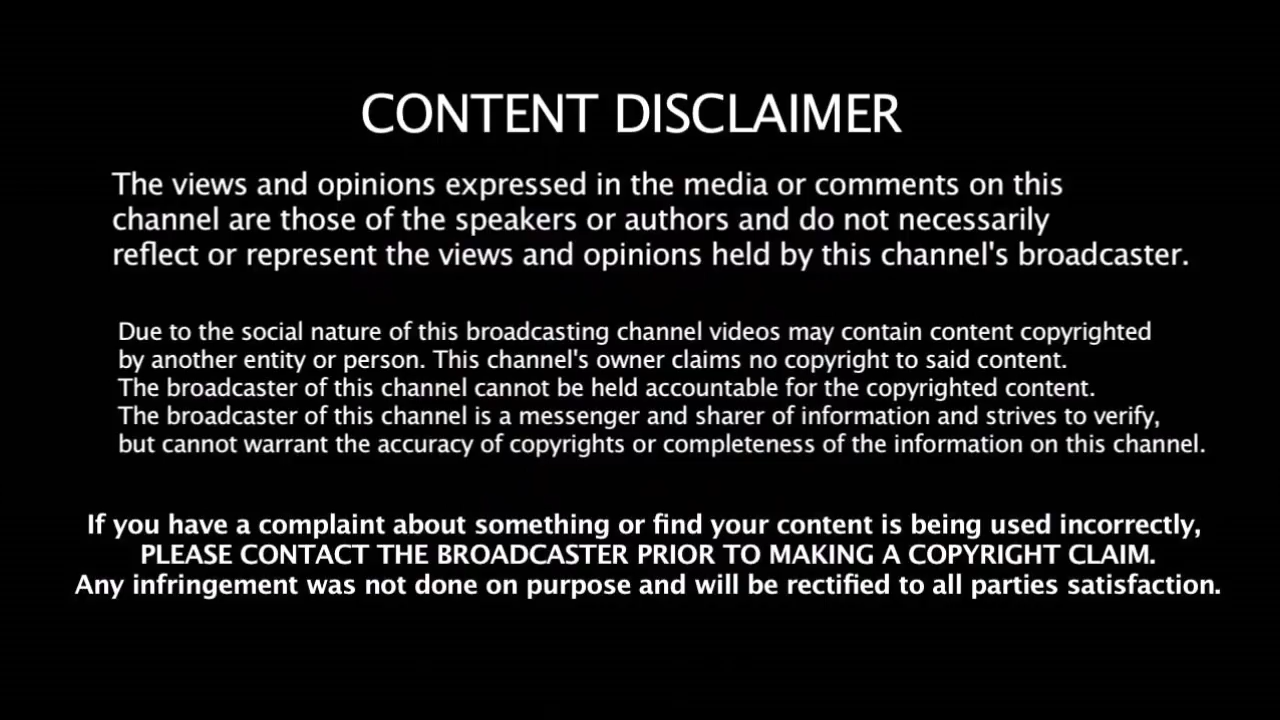 CONTENT DISCLAIMER
The views and opinions expressed in the media or comments on this
channel are those of the speakers or authors and do not necessarily
reflect or represent the views and opinions held by this channel's broadcaster.
Due to the social nature of this broadcasting channel videos may contain content copyrighted
by another entity or person. This channel's owner claims no copyright to said content.
The broadcaster of this channel cannot be held accountable for the copyrighted content.
The broadcaster of this channel is a messenger and sharer of information and strives to verify,
but cannot warrant the accuracy of copyrights or completeness of the information on this channel.
If you have a complaint about something or find your content is being used incorrectly,
PLEASE CONTACT THE BROADCASTER PRIOR TO MAKING A COPYRIGHT CLAIM.
Any infringement was not done on purpose and will be rectified to all parties satisfaction.